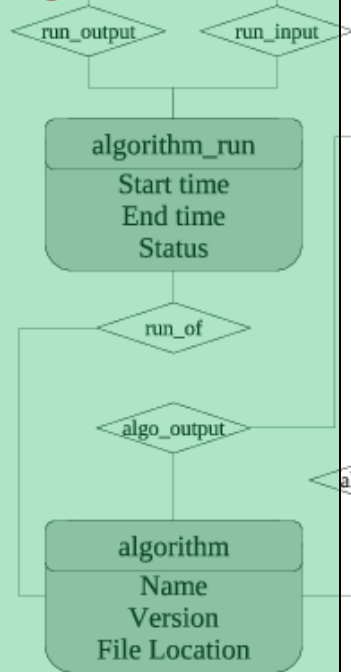 run_output
run_input
algorithm_run
Start time
End time
Status
run_of
algo_output
algorithm
Name
Version
File Location